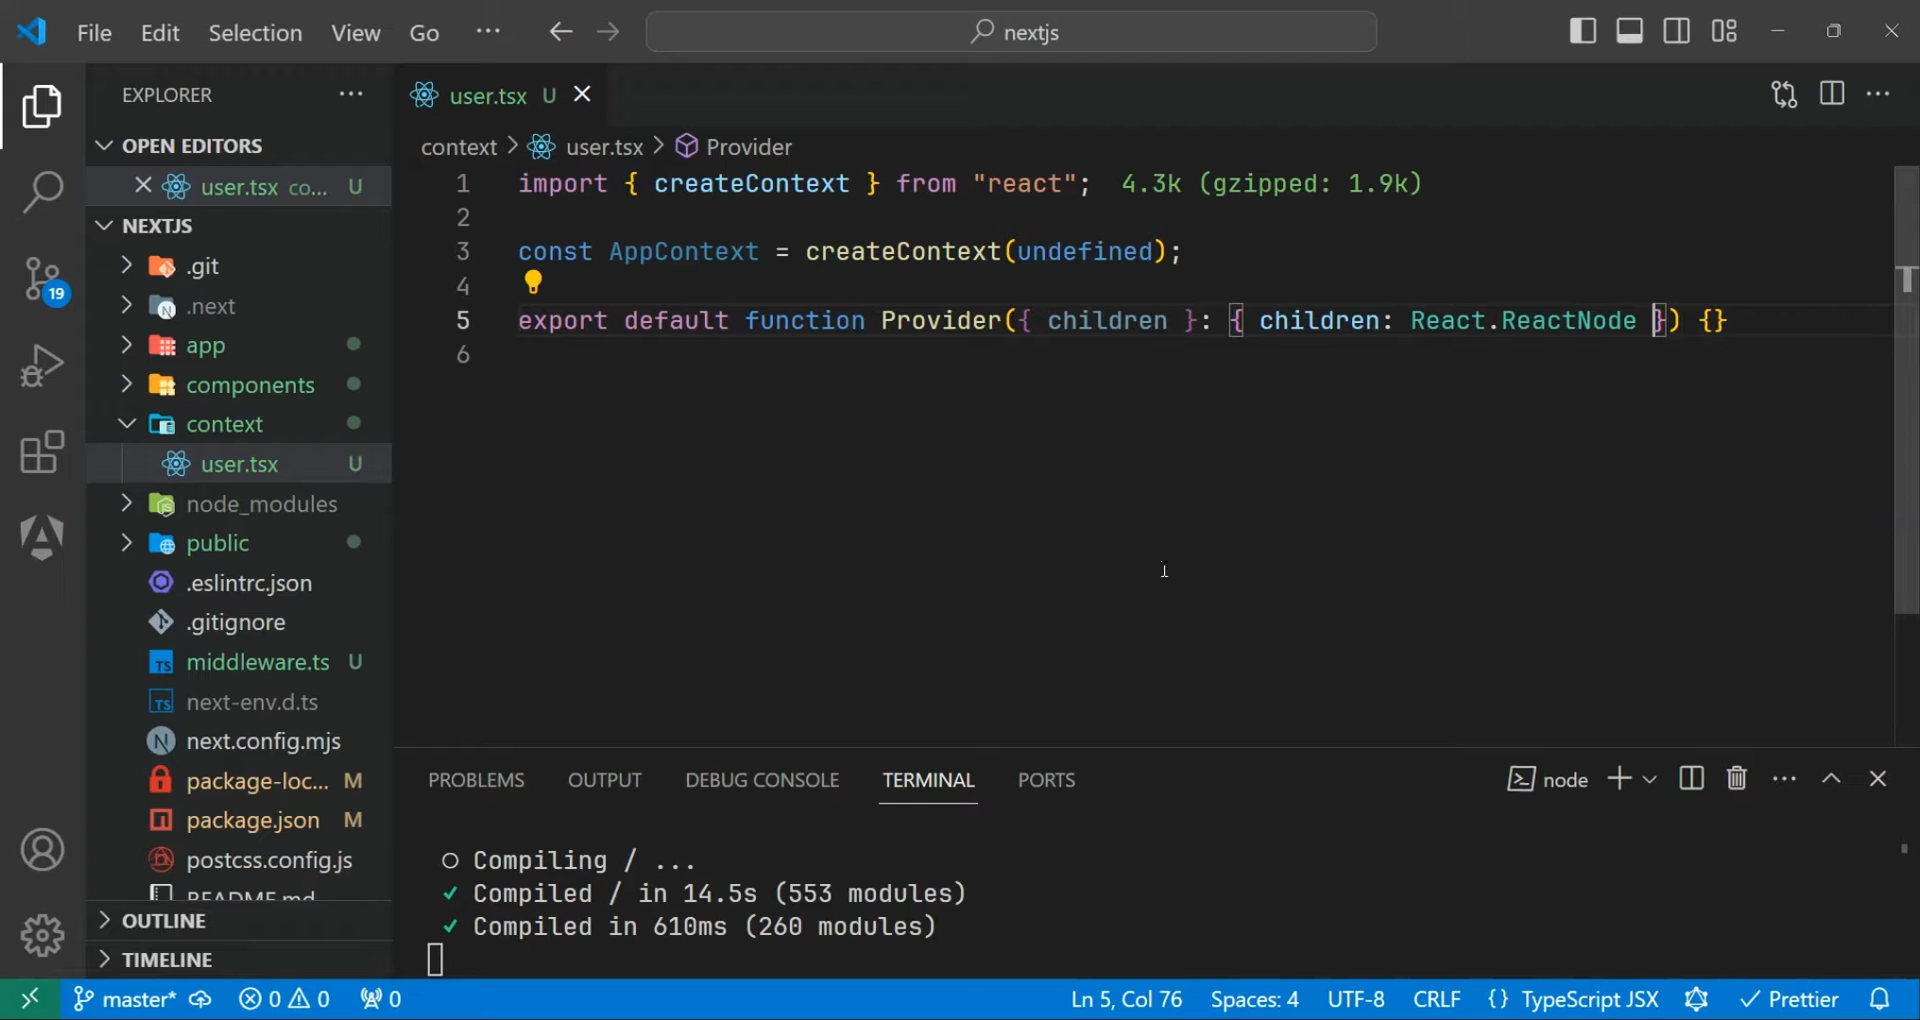 File Edit Selection View Go ··· nextjs
EXPLORER ···
OPEN EDITORS
user.tsx co... U
NEXTJS
.git
.next
app
components
context
user.tsx U
node_modules
public
.eslintrc.json
.gitignore
middleware.ts U
next-env.d.ts
next.config.mjs
package-loc... M
package.json M
postcss.config.js
README.md
OUTLINE
TIMELINE
user.tsx U
context > user.tsx > Provider
1 import { createContext } from "react"; 4.3k (gzipped: 1.9k)
2
3 const AppContext = createContext(undefined);
4
5 export default function Provider({ children }: { children: React.ReactNode }) {}
6
PROBLEMS OUTPUT DEBUG CONSOLE TERMINAL PORTS node
○ Compiling / ...
✓ Compiled / in 14.5s (553 modules)
✓ Compiled in 610ms (260 modules)
19
master* 0 0 0 Ln 5, Col 76 Spaces: 4 UTF-8 CRLF {} TypeScript JSX Prettier